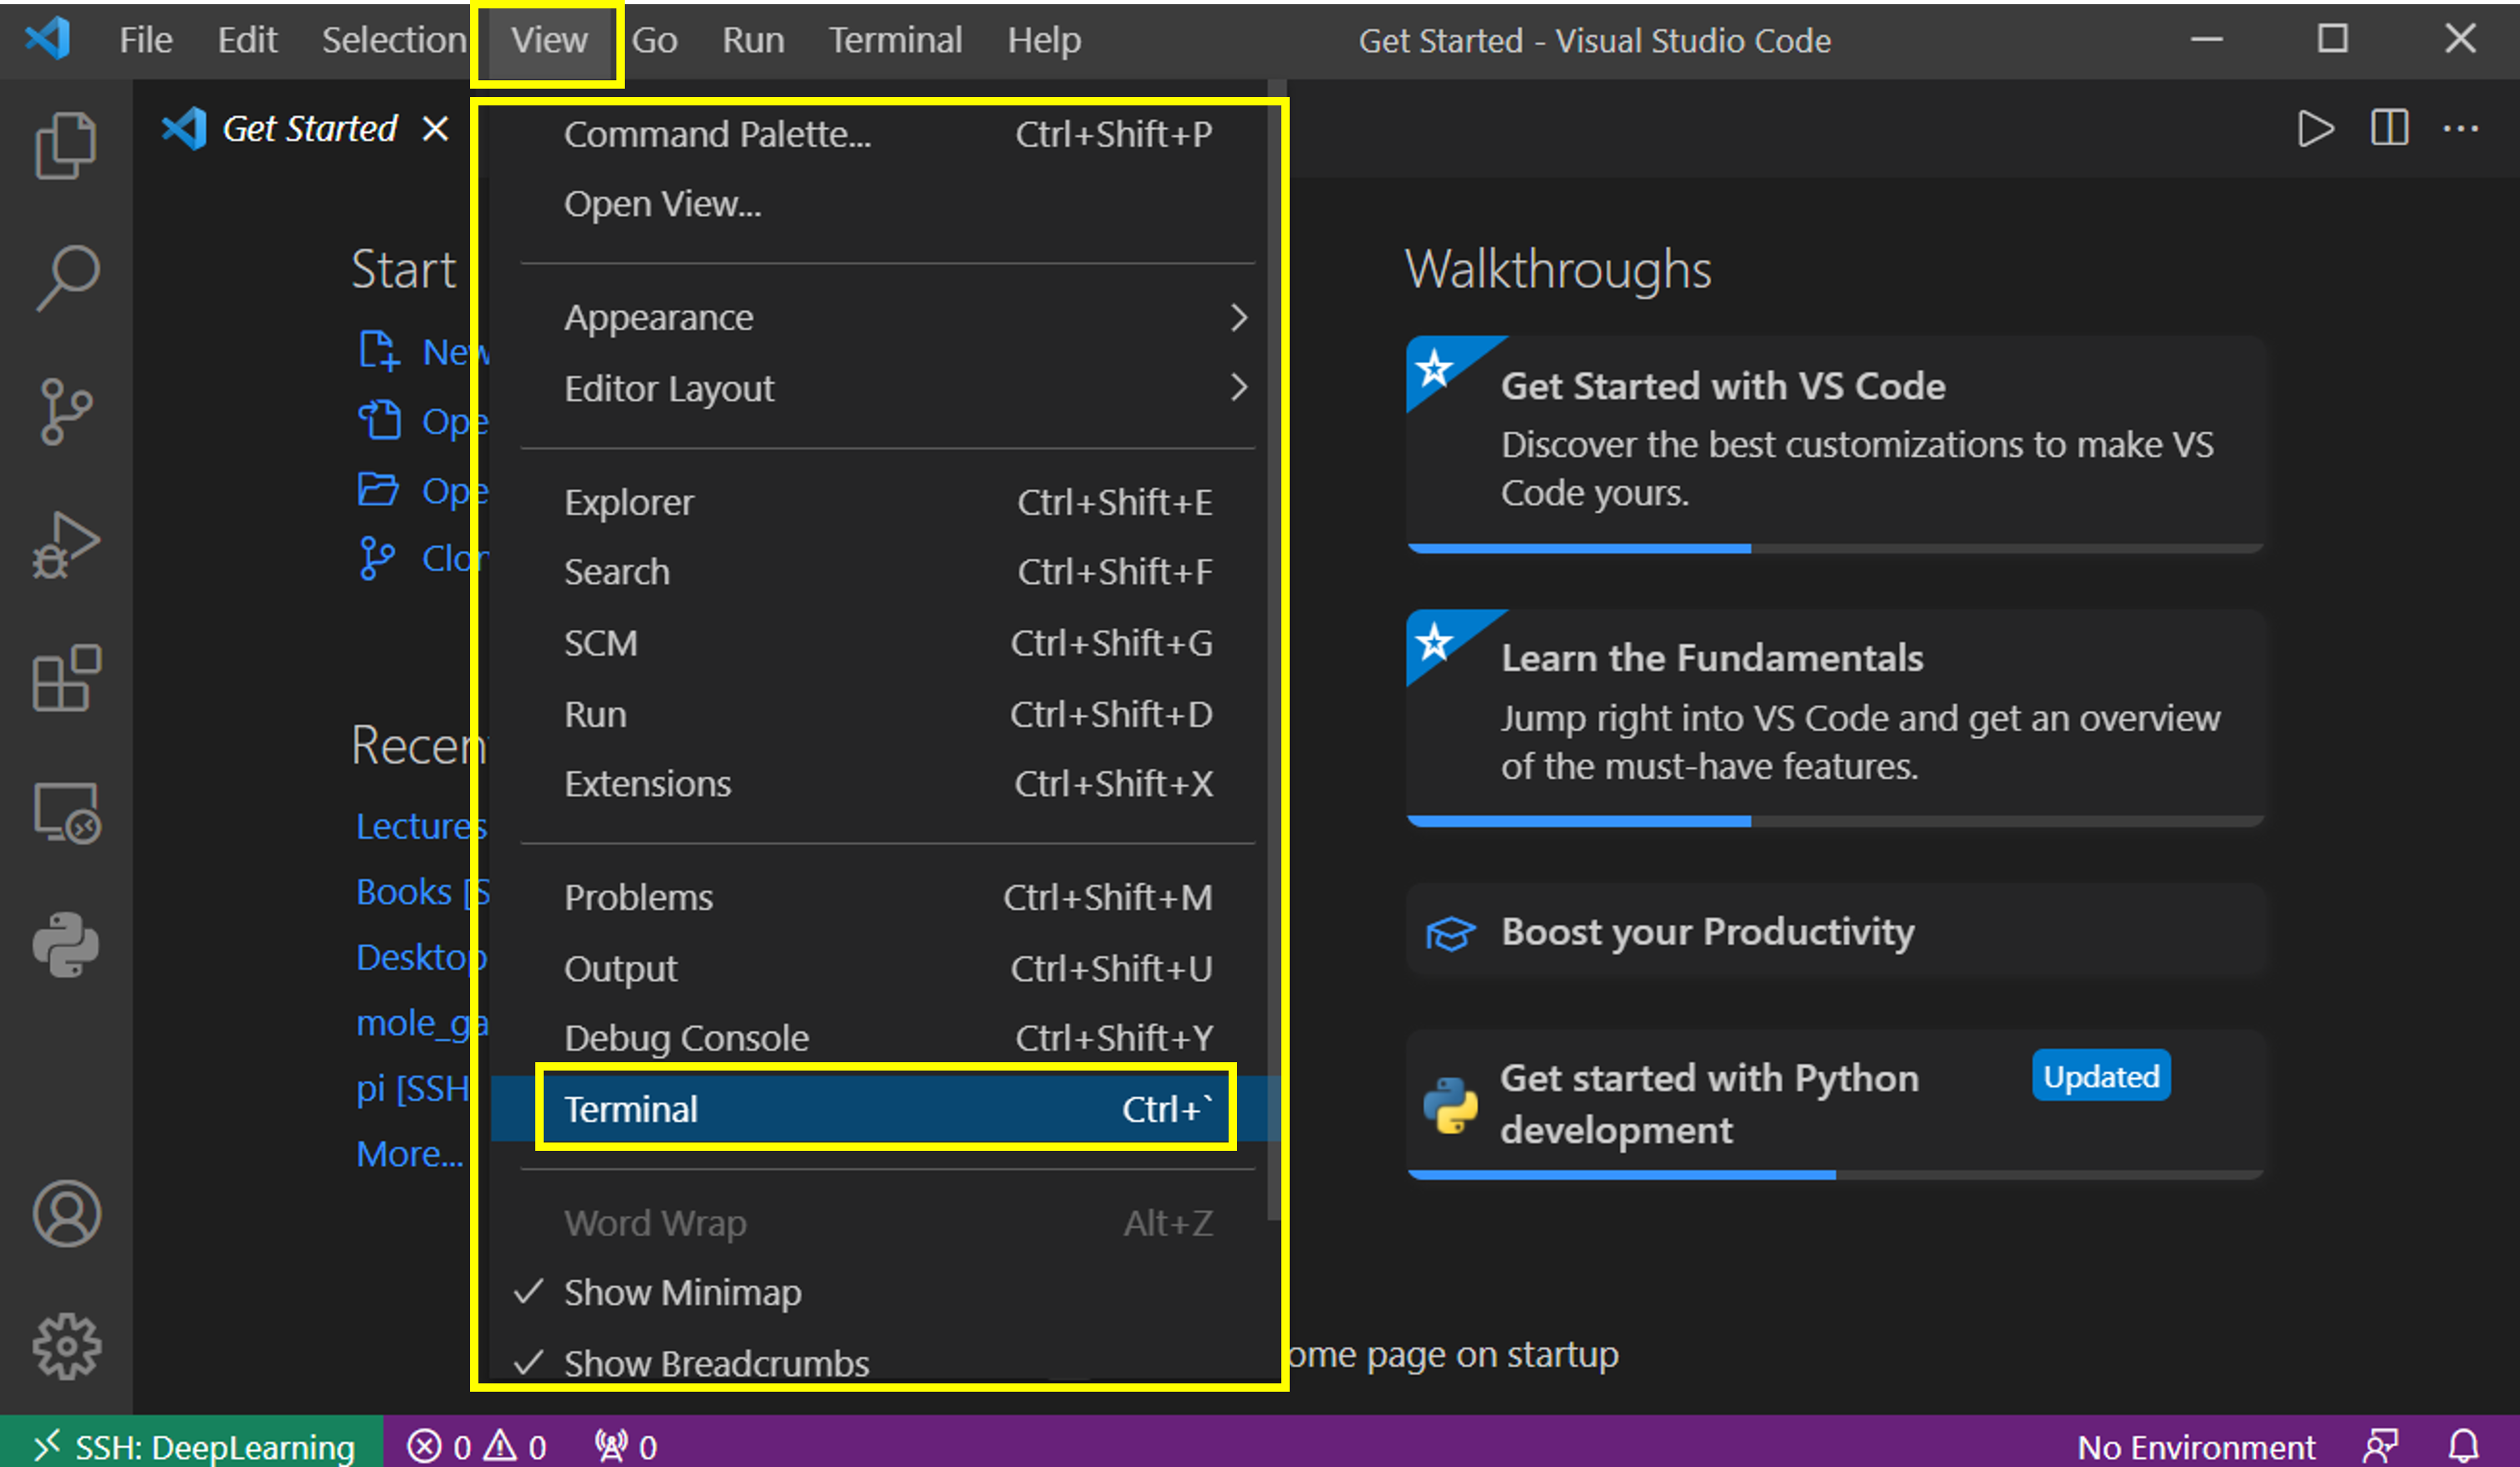 File Edit Selection View Go Run Terminal Help Get Started - Visual Studio Code
Get Started
Command Palette... Ctrl+Shift+P
Open View...
Appearance
Editor Layout
Explorer Ctrl+Shift+E
Search Ctrl+Shift+F
SCM Ctrl+Shift+G
Run Ctrl+Shift+D
Extensions Ctrl+Shift+X
Problems Ctrl+Shift+M
Output Ctrl+Shift+U
Debug Console Ctrl+Shift+Y
Terminal Ctrl+`
Word Wrap Alt+Z
Show Minimap
Show Breadcrumbs
Start
New
Ope
Ope
Clon
Recen
Lectures
Books [S
Desktop
mole_ga
pi [SSH
More...
Walkthroughs
Get Started with VS Code
Discover the best customizations to make VS
Code yours.
Learn the Fundamentals
Jump right into VS Code and get an overview
of the must-have features.
Boost your Productivity
Get started with Python Updated
development
ome page on startup
SSH: DeepLearning 0 0 0 No Environment